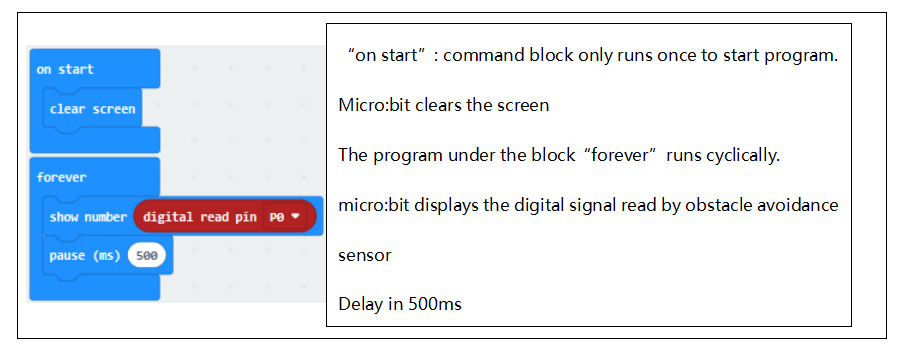 on start
clear screen
forever
show number digital read pin P0
pause (ms) 500
“on start”: command block only runs once to start program.
Micro:bit clears the screen
The program under the block “forever” runs cyclically.
micro:bit displays the digital signal read by obstacle avoidance
sensor
Delay in 500ms